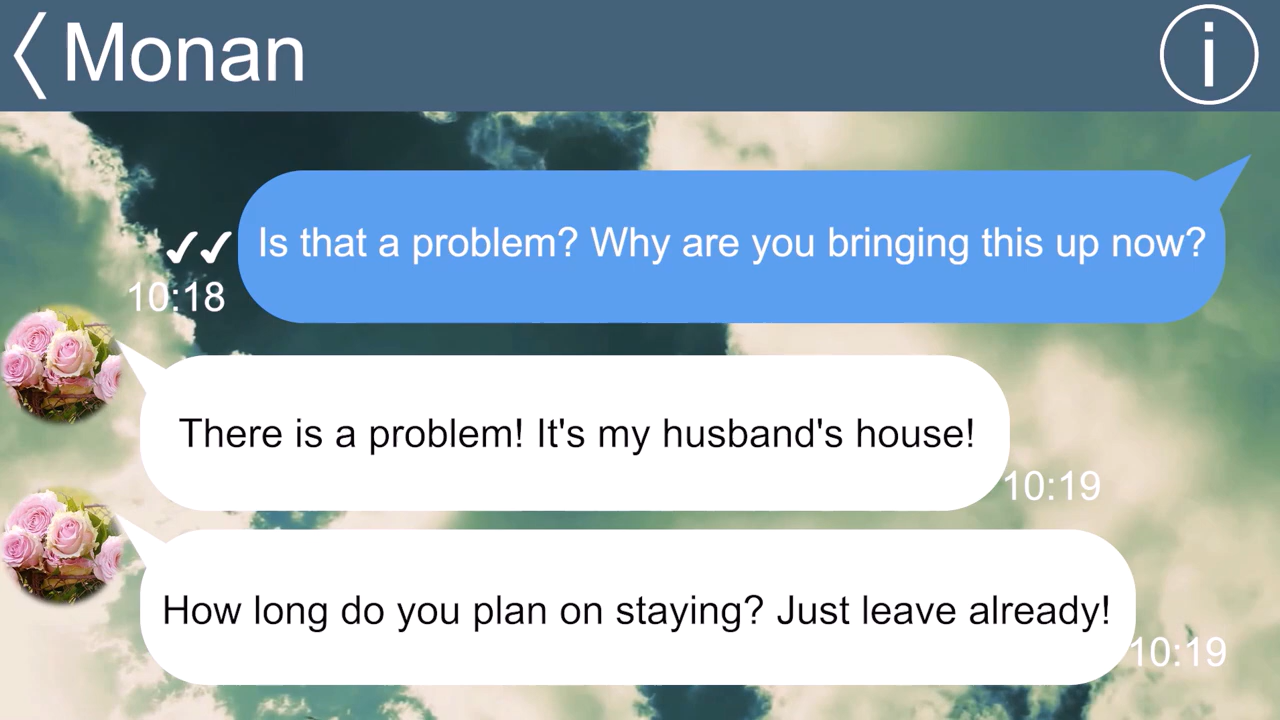 Monan
i
Is that a problem? Why are you bringing this up now?
10:18
There is a problem! It's my husband's house!
10:19
How long do you plan on staying? Just leave already!
10:19